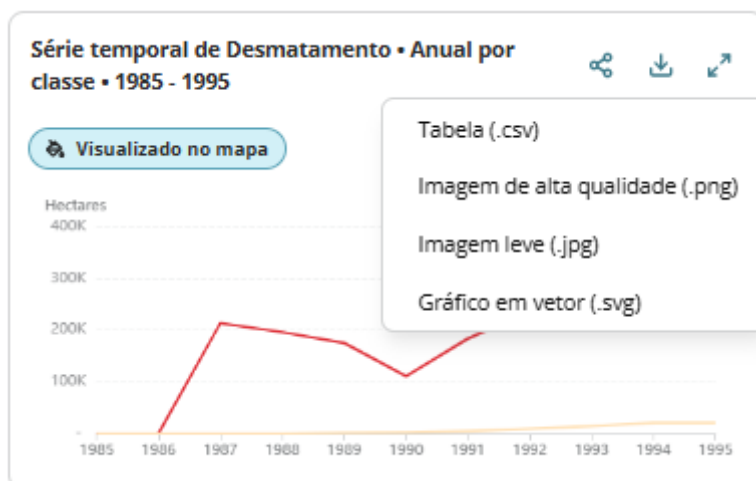 Série temporal de Desmatamento • Anual por
classe • 1985 - 1995
Visualizado no mapa
Tabela (.csv)
Imagem de alta qualidade (.png)
Imagem leve (.jpg)
Gráfico em vetor (.svg)
Hectares
400K
300K
200K
100K
-
1985 1986 1987 1988 1989 1990 1991 1992 1993 1994 1995